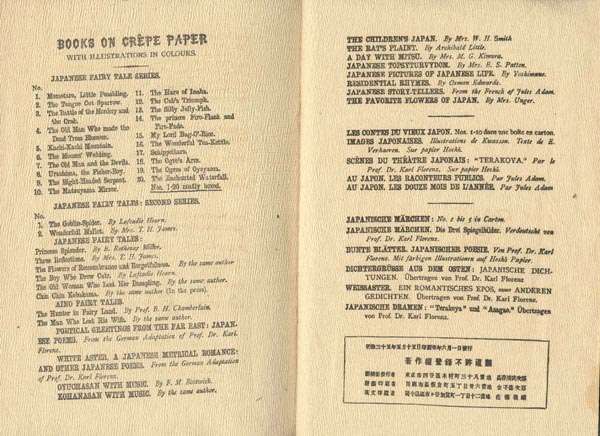 BOOKS ON CRÊPE PAPER
WITH ILLUSTRATIONS IN COLOURS.
JAPANESE FAIRY TALE SERIES.
No.
1. Momotaro, Little Peachling.
2. The Tongue Cut Sparrow.
3. The Battle of the Monkey and the Crab.
4. The Old Man Who made the Dead Trees Blossom.
5. Kachi-Kachi Mountain.
6. The Mouses' Wedding.
7. The Old Man and the Devils.
8. Urashima, the Fisher-Boy.
9. The Eight-Headed Serpent.
10. The Matsuyama Mirror.
11. The Hare of Inaba.
12. The Cub's Triumph.
13. The Silly Jelly-Fish.
14. The princes Fire-Flash and Fire-Fade.
15. My Lord Bag-O'-Rice.
16. The Wonderful Tea-Kettle.
17. Schippeitaro.
18. The Ogre's Arm.
19. The Ogres of Oyeyama.
20. The Enchanted Waterfall.
Nos. 1-20 neatly boxed.
JAPANESE FAIRY TALES: SECOND SERIES.
No.
1. The Goblin-Spider. By Lafcadio Hearn.
2. Wonderful Mallet. By Mrs. T. H. James.
JAPANESE FAIRY TALES:
Princess Splendor. By E. Rothesay Miller.
Three Reflections. By Mrs. T. H. James.
The Flowers of Remembrance and Forgetfulness. By the same author
The Boy Who Drew Cats. By Lafcadio Hearn.
The Old Woman Who Lost Her Dumpling. By the same author.
Chin Chin Kobakama. By the same author (In the press).
AINO FAIRY TALES.
The Hunter in Fairy Land. By Prof. B. H. Chamberlain.
The Man Who Lost His Wife. By the same author.
POETICAL GREETINGS FROM THE FAR EAST: JAPAN-
ESE POEMS. From the German Adaptation of Prof. Dr. Karl
Florenz.
WHITE ASTER, A JAPANESE METRICAL ROMANCE:
AND OTHER JAPANESE POEMS. From the German Adaptation
of Prof. Dr. Karl Florenz.
OYUCHASAN WITH MUSIC. By F. M. Bostwick.
KOHANASAN WITH MUSIC. By the same author.
THE CHILDREN'S JAPAN. By Mrs. W. H. Smith
THE RAT'S PLAINT. By Archibald Little.
A DAY WITH MITSU. By Mrs. M. G. Kimura.
JAPANESE TOPSYTURVYDOM. By Mrs. E. S. Patton.
JAPANESE PICTURES OF JAPANESE LIFE. By Yoshimune.
RESIDENTIAL RHYMES. By Osman Edwards.
JAPANESE STORY-TELLERS. From the French of Jules Adam.
THE FAVORITE FLOWERS OF JAPAN. By Mrs. Unger.
LES CONTES DU VIEUX JAPON. Nos. 1-20 dans une boîte en carton.
IMAGES JAPONAISES. Illustrations de Kwasson. Texte de E.
Verhaeren. Sur papier Hoshi.
SCÈNES DU THÉÂTRE JAPONAIS: "TERAKOYA." Par le
Prof. Dr. Karl Florenz. Sur papier Hoshi.
AU JAPON. LES RACONTEURS PUBLICS. Par Jules Adam.
AU JAPON. LES DOUZE MOIS DE L'ANNÉE. Par Jules Adam
JAPANISCHE MÄRCHEN: No. 1 bis 5 in Carton.
JAPANISCHE MÄRCHEN. Die Drei Spiegelbilder. Verdeutscht von
Prof. Dr. Karl Florenz.
BUNTE BLÄTTER. JAPANISCHER POESIE. Von Prof. Dr. Karl
Florenz. Mit farbigen Illustrationen auf Hoshi Papier.
DICHTERGRÜSSE AUS DEM OSTEN: JAPANISCHE DICH-
TUNGEN. Übertragen von Prof. Dr. Karl Florenz.
WEISSASTER. EIN ROMANTISCHES EPOS, NEBST ANDEREN
GEDICHTEN. Übertragen von Prof. Dr. Karl Florenz.
JAPANISCHE DRAMEN: "Terakoya" und "Asagao." Übertragen
von Prof. Dr. Karl Florenz.